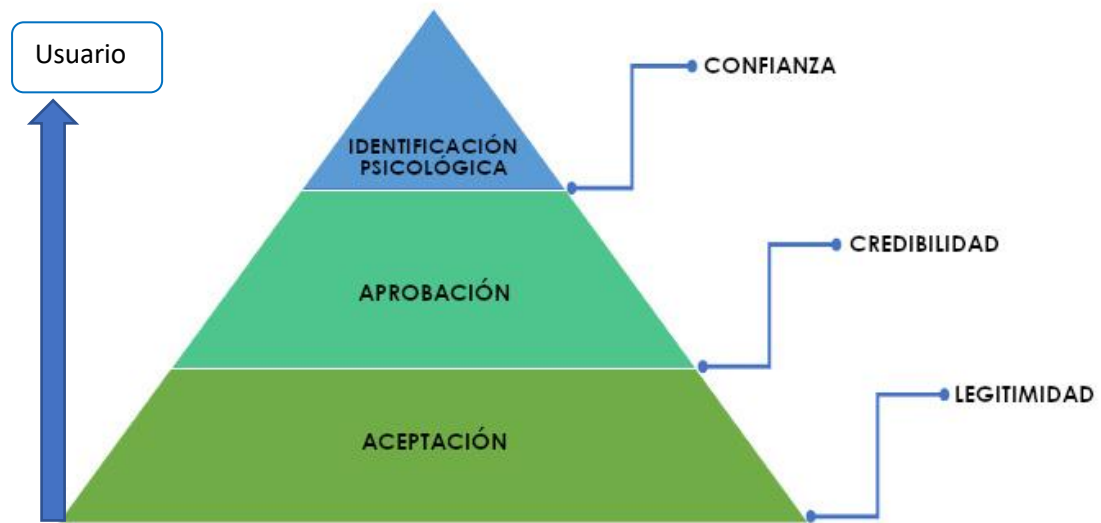 Usuario
CONFIANZA
IDENTIFICACIÓN
PSICOLÓGICA
CREDIBILIDAD
APROBACIÓN
LEGITIMIDAD
ACEPTACIÓN